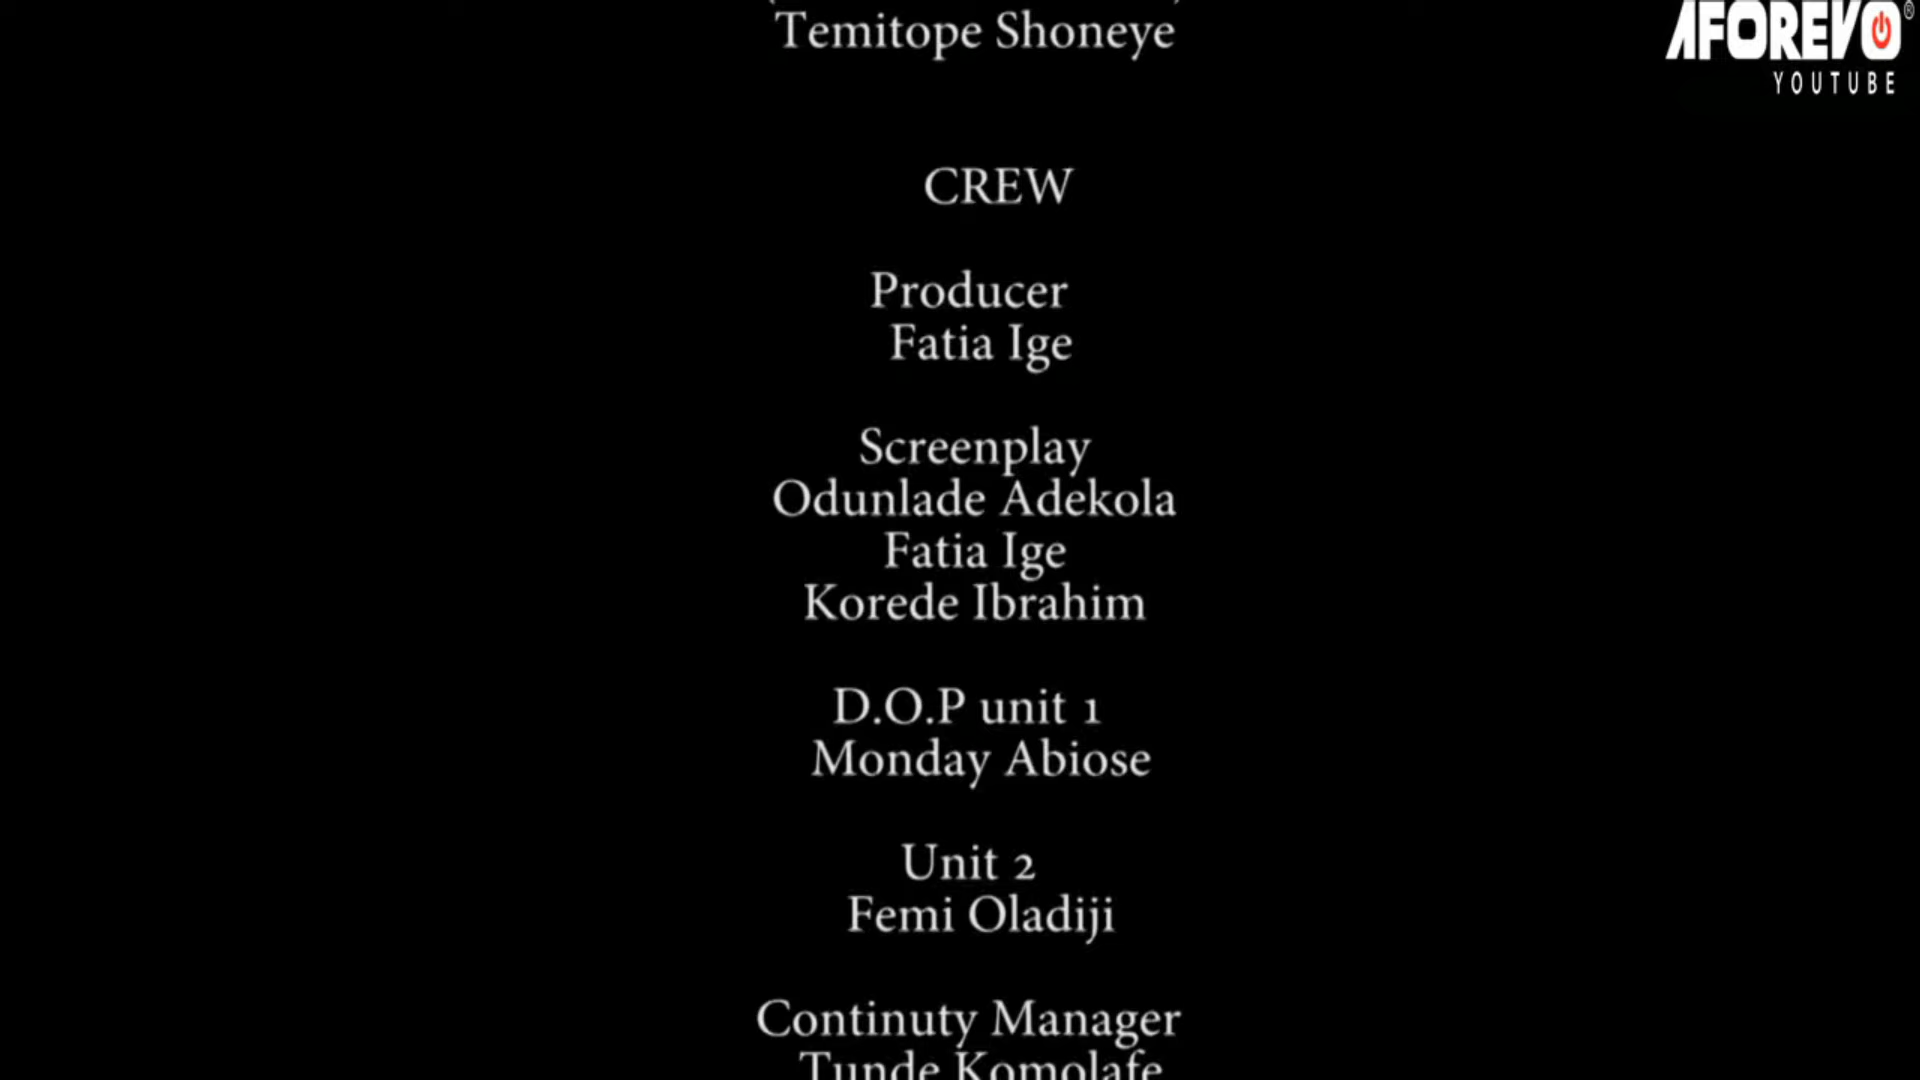 Temitope Shoneye
AFOREVO®
YOUTUBE
CREW
Producer
Fatia Ige
Screenplay
Odunlade Adekola
Fatia Ige
Korede Ibrahim
D.O.P unit 1
Monday Abiose
Unit 2
Femi Oladiji
Continuty Manager
Tunde Komolafe